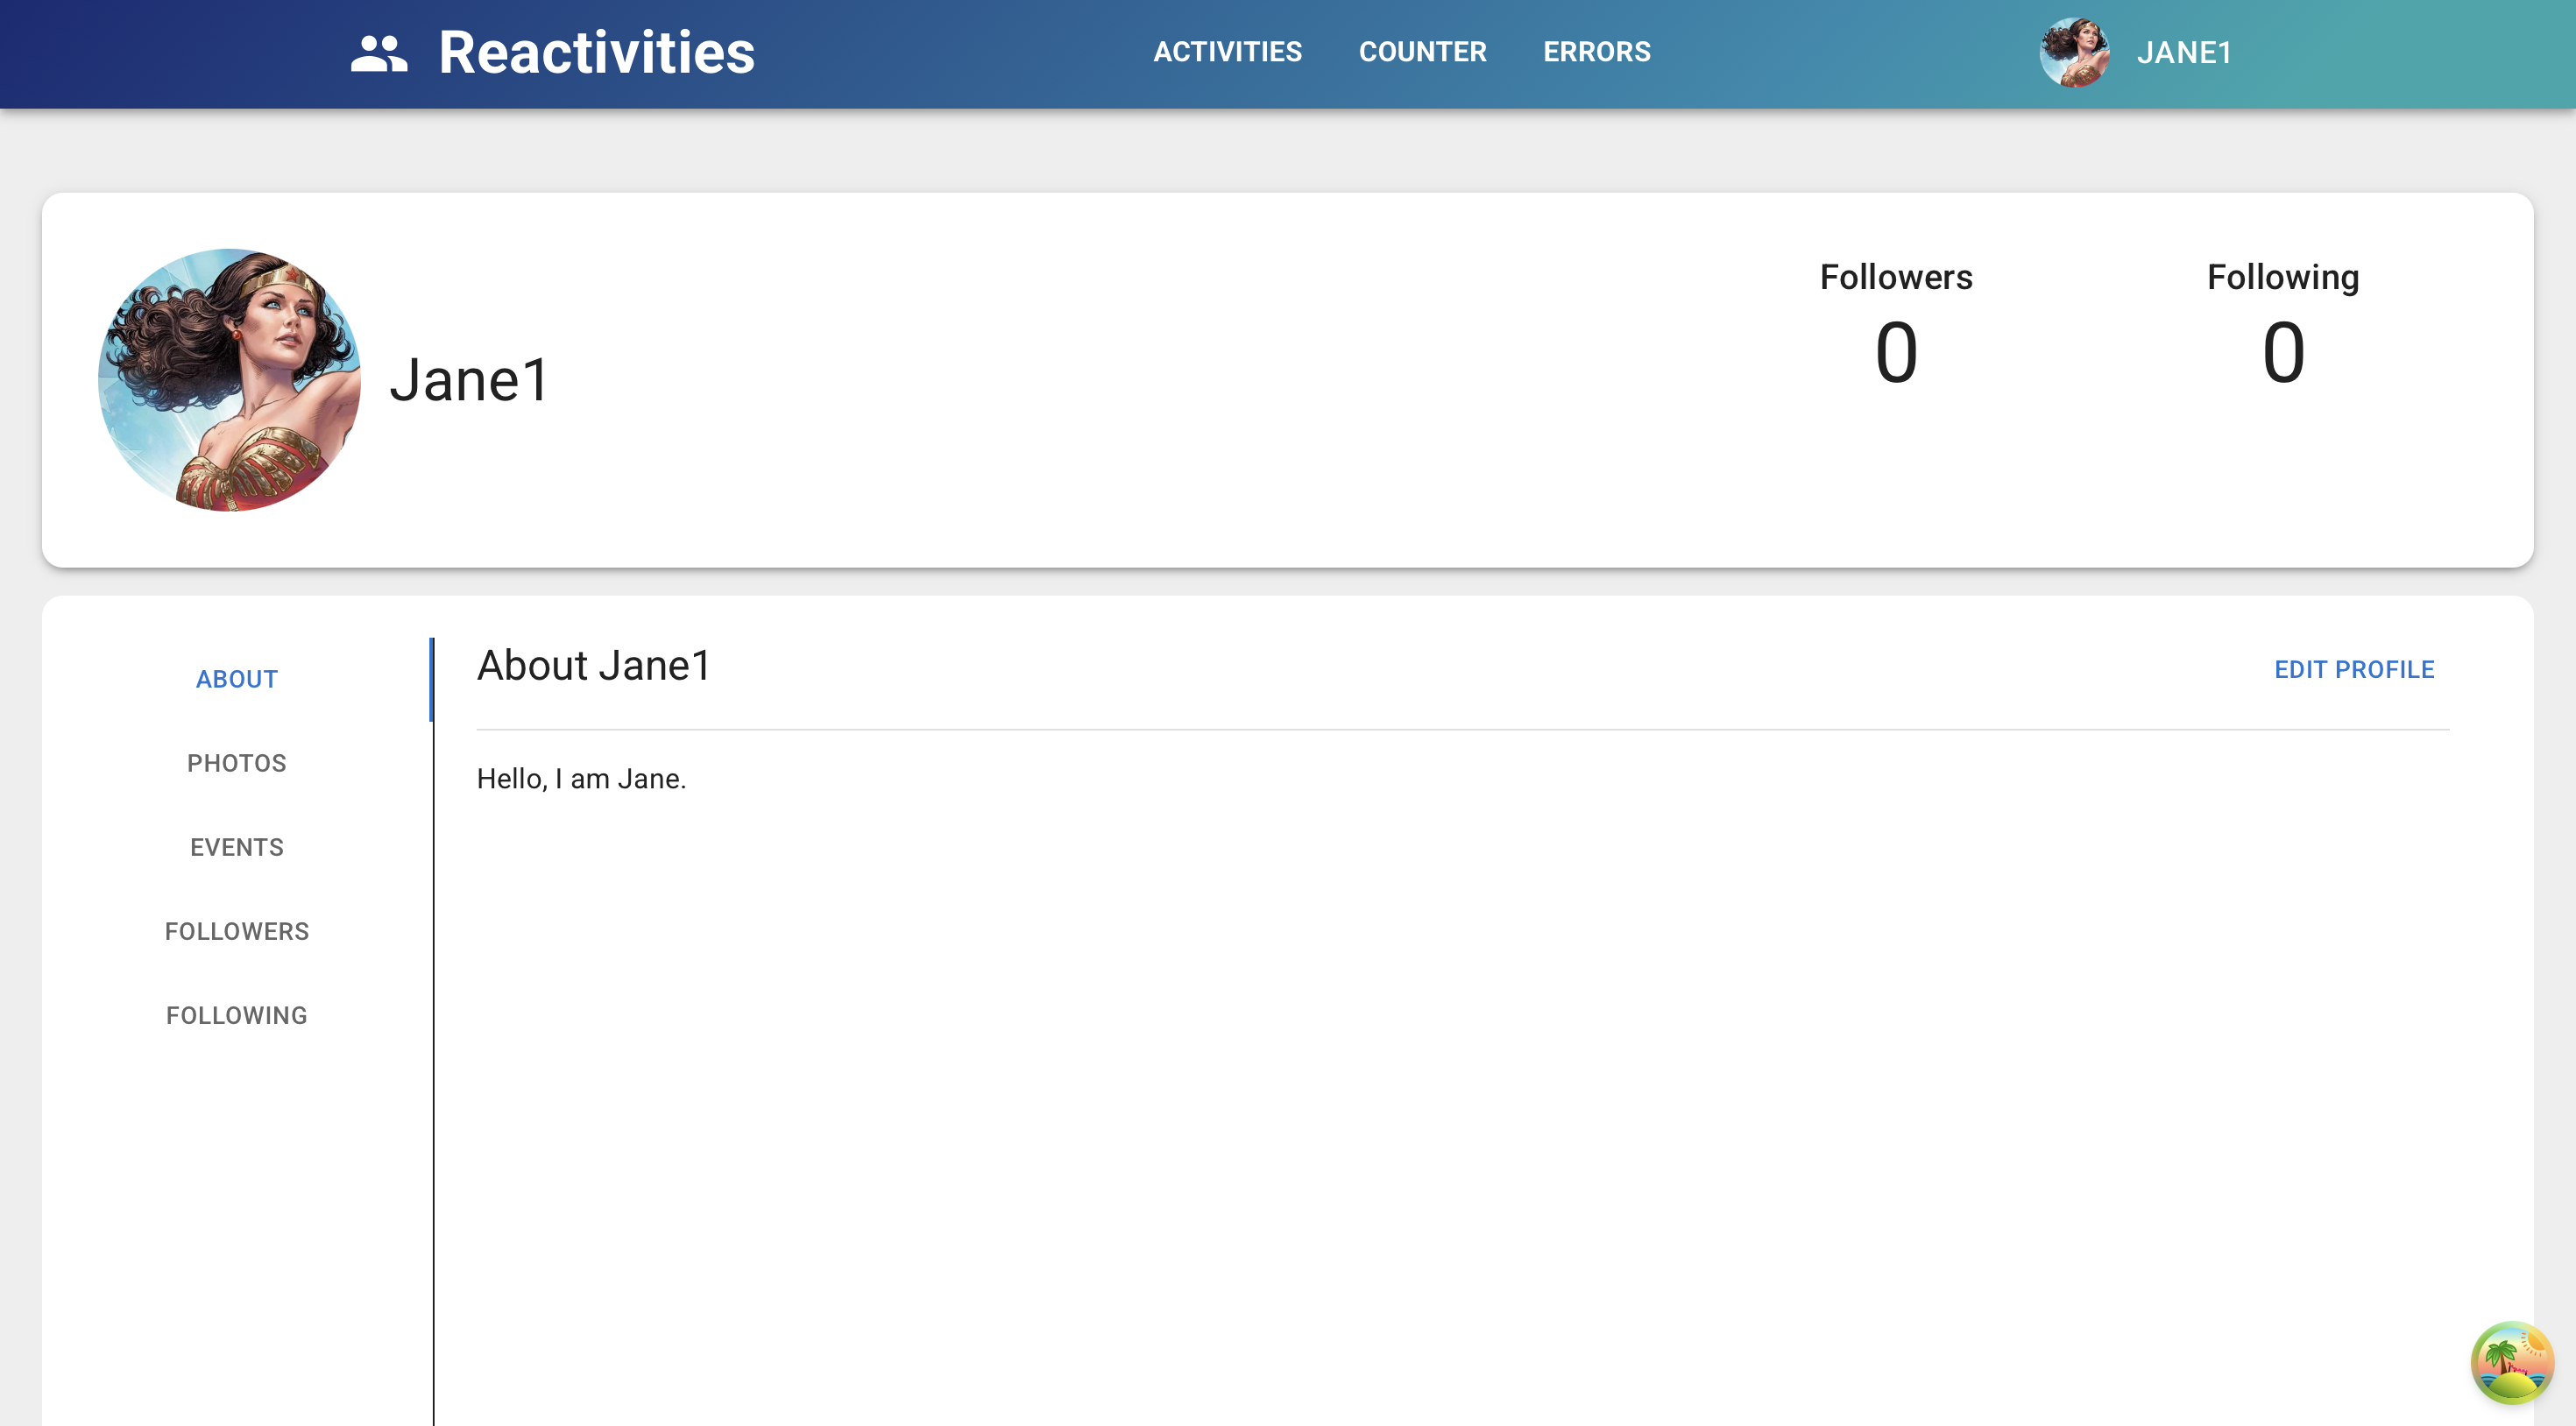 Reactivities
ACTIVITIES COUNTER ERRORS
JANE1
Jane1
Followers
0
Following
0
ABOUT
PHOTOS
EVENTS
FOLLOWERS
FOLLOWING
About Jane1
EDIT PROFILE
Hello, I am Jane.